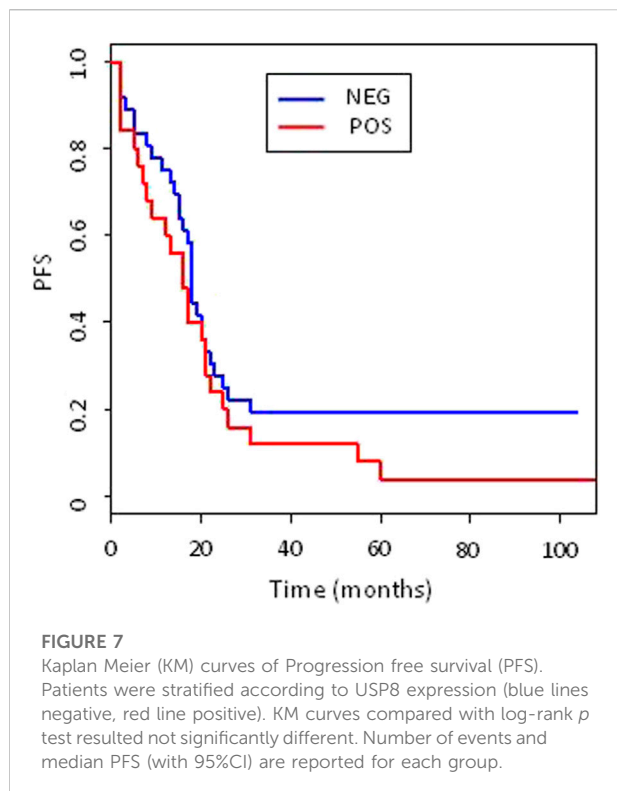 NEG
POS
1.0
0.8
0.6
0.4
0.2
0
PFS
0 20 40 60 80 100
Time (months)
FIGURE 7
Kaplan Meier (KM) curves of Progression free survival (PFS).
Patients were stratified according to USP8 expression (blue lines
negative, red line positive). KM curves compared with log-rank p
test resulted not significantly different. Number of events and
median PFS (with 95%CI) are reported for each group.